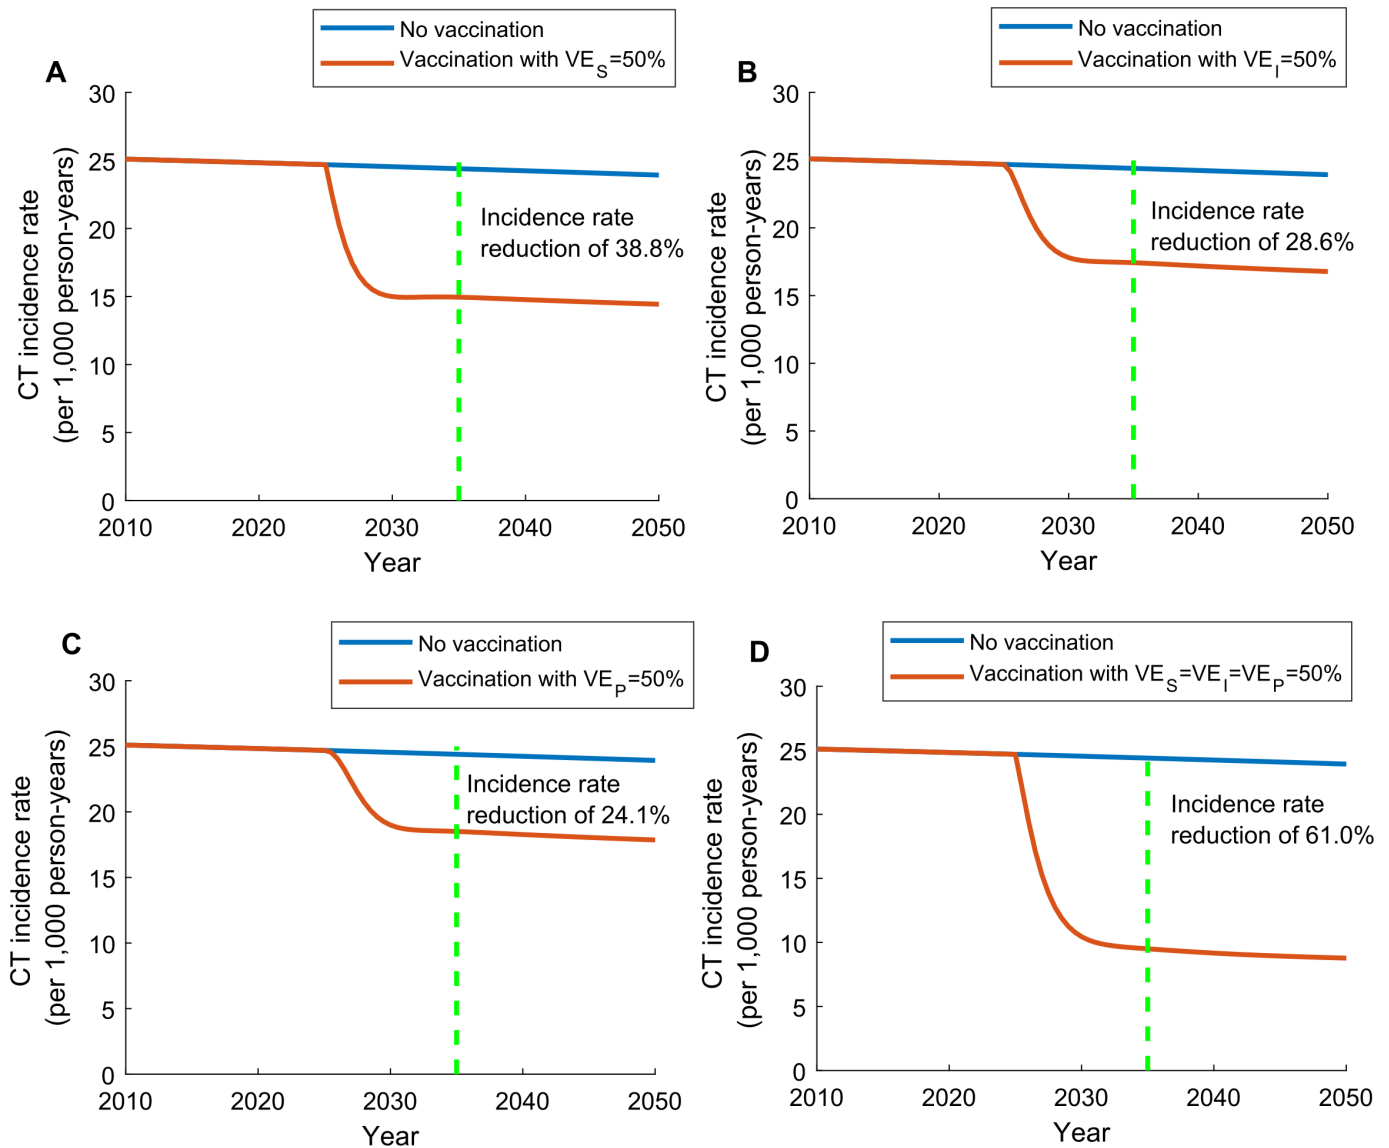 No vaccination
Vaccination with VE_S=50%
A
30
25
20
15
10
5
0
CT incidence rate
(per 1,000 person-years)
Incidence rate
reduction of 38.8%
2010 2020 2030 2040 2050
Year
No vaccination
Vaccination with VE_I=50%
B
30
25
20
15
10
5
0
CT incidence rate
(per 1,000 person-years)
Incidence rate
reduction of 28.6%
2010 2020 2030 2040 2050
Year
No vaccination
Vaccination with VE_P=50%
C
30
25
20
15
10
5
0
CT incidence rate
(per 1,000 person-years)
Incidence rate
reduction of 24.1%
2010 2020 2030 2040 2050
Year
No vaccination
Vaccination with VE_S=VE_I=VE_P=50%
D
30
25
20
15
10
5
0
CT incidence rate
(per 1,000 person-years)
Incidence rate
reduction of 61.0%
2010 2020 2030 2040 2050
Year